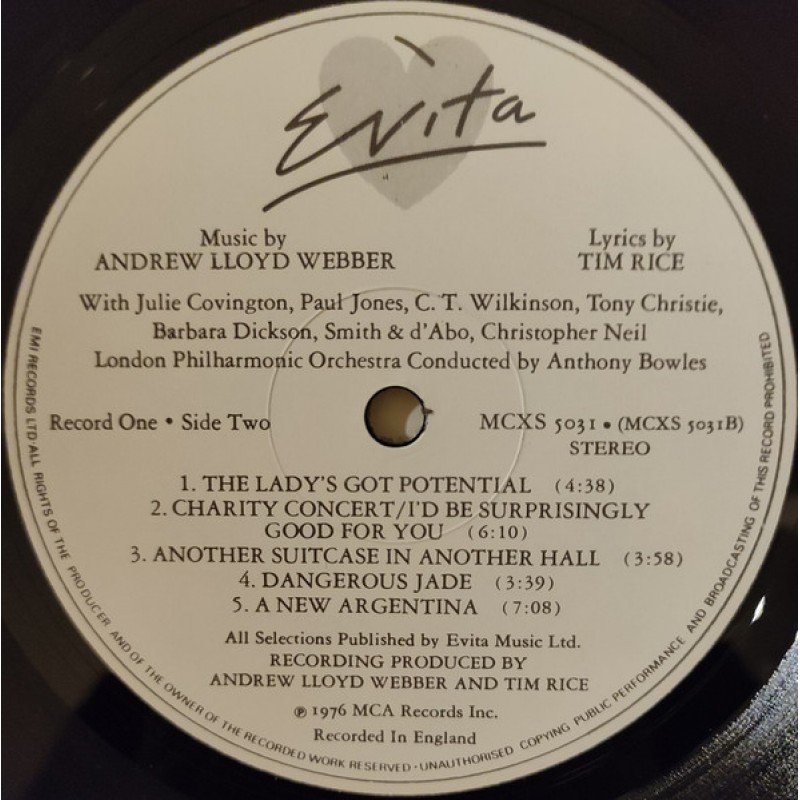 Evita
Music by
ANDREW LLOYD WEBBER
Lyrics by
TIM RICE
With Julie Covington, Paul Jones, C. T. Wilkinson, Tony Christie,
Barbara Dickson, Smith & d'Abo, Christopher Neil
London Philharmonic Orchestra Conducted by Anthony Bowles
Record One • Side Two
MCXS 5031 • (MCXS 5031B)
STEREO
1. THE LADY'S GOT POTENTIAL (4:38)
2. CHARITY CONCERT/I'D BE SURPRISINGLY
GOOD FOR YOU (6:10)
3. ANOTHER SUITCASE IN ANOTHER HALL (3:58)
4. DANGEROUS JADE (3:39)
5. A NEW ARGENTINA (7:08)
All Selections Published by Evita Music Ltd.
RECORDING PRODUCED BY
ANDREW LLOYD WEBBER AND TIM RICE
℗ 1976 MCA Records Inc.
Recorded In England
EMI RECORDS LTD·ALL RIGHTS OF THE PRODUCER AND OF THE OWNER OF THE RECORDED WORK RESERVED·UNAUTHORISED COPYING PUBLIC PERFORMANCE AND BROADCASTING OF THIS RECORD PROHIBITED